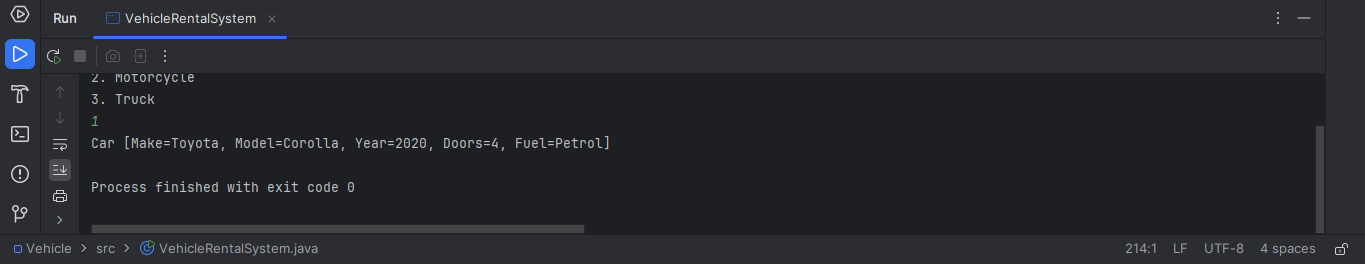 Run
VehicleRentalSystem
2. Motorcycle
3. Truck
1
Car [Make=Toyota, Model=Corolla, Year=2020, Doors=4, Fuel=Petrol]
Process finished with exit code 0
Vehicle > src > VehicleRentalSystem.java
214:1 LF UTF-8 4 spaces